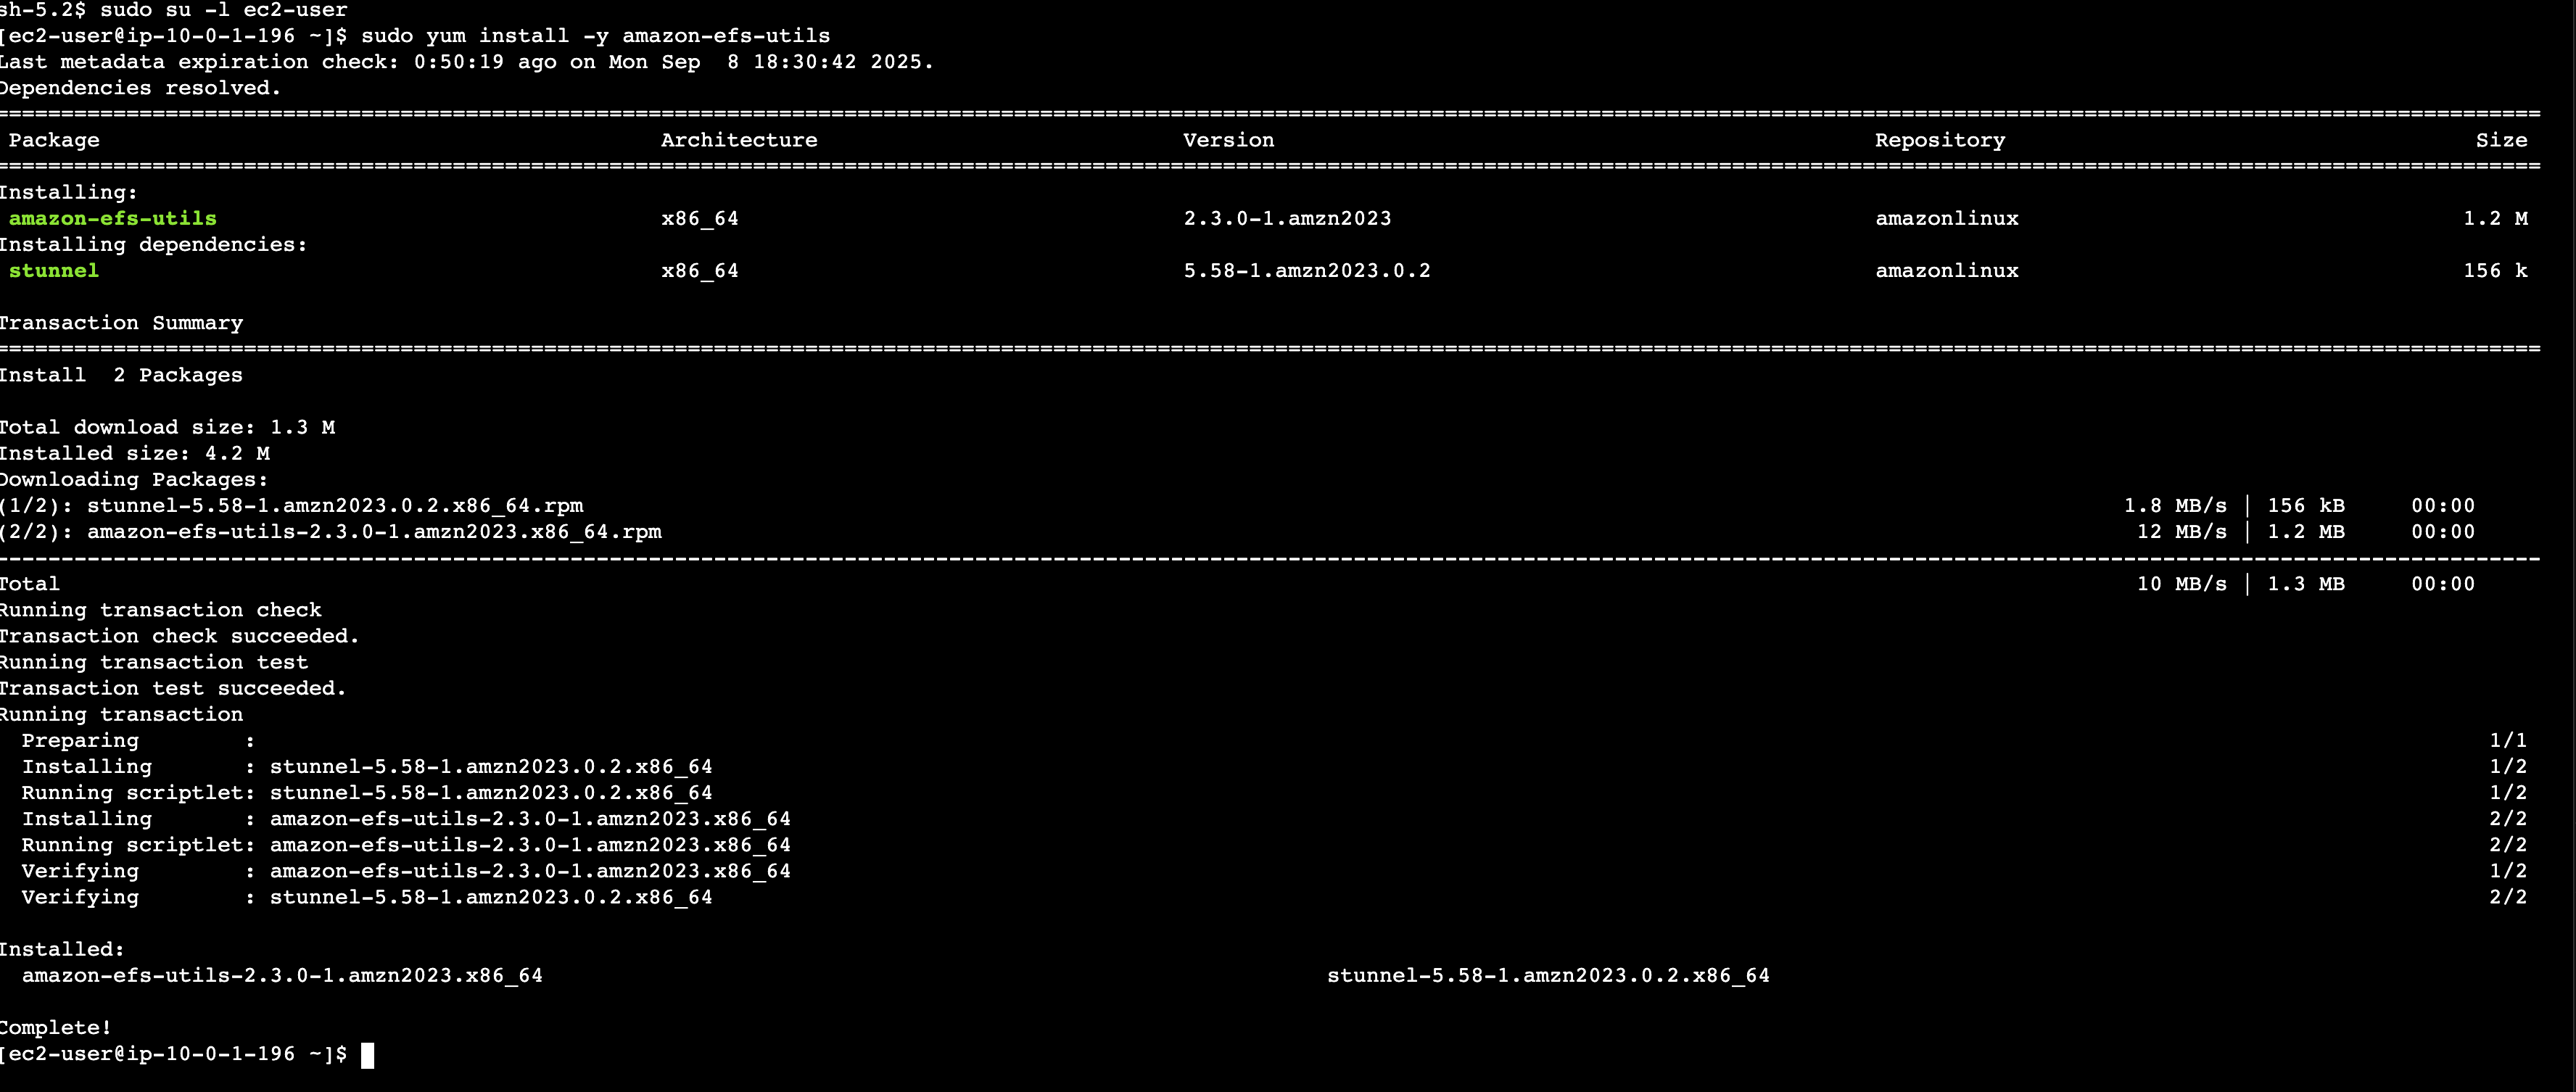 sh-5.2$ sudo su -l ec2-user
[ec2-user@ip-10-0-1-196 ~]$ sudo yum install -y amazon-efs-utils
Last metadata expiration check: 0:50:19 ago on Mon Sep  8 18:30:42 2025.
Dependencies resolved.
Package Architecture Version Repository Size
Installing:
amazon-efs-utils x86_64 2.3.0-1.amzn2023 amazonlinux 1.2 M
Installing dependencies:
stunnel x86_64 5.58-1.amzn2023.0.2 amazonlinux 156 k
Transaction Summary
Install  2 Packages
Total download size: 1.3 M
Installed size: 4.2 M
Downloading Packages:
(1/2): stunnel-5.58-1.amzn2023.0.2.x86_64.rpm 1.8 MB/s | 156 kB 00:00
(2/2): amazon-efs-utils-2.3.0-1.amzn2023.x86_64.rpm 12 MB/s | 1.2 MB 00:00
Total 10 MB/s | 1.3 MB 00:00
Running transaction check
Transaction check succeeded.
Running transaction test
Transaction test succeeded.
Running transaction
Preparing : 1/1
Installing : stunnel-5.58-1.amzn2023.0.2.x86_64 1/2
Running scriptlet: stunnel-5.58-1.amzn2023.0.2.x86_64 1/2
Installing : amazon-efs-utils-2.3.0-1.amzn2023.x86_64 2/2
Running scriptlet: amazon-efs-utils-2.3.0-1.amzn2023.x86_64 2/2
Verifying : amazon-efs-utils-2.3.0-1.amzn2023.x86_64 1/2
Verifying : stunnel-5.58-1.amzn2023.0.2.x86_64 2/2
Installed:
amazon-efs-utils-2.3.0-1.amzn2023.x86_64 stunnel-5.58-1.amzn2023.0.2.x86_64
Complete!
[ec2-user@ip-10-0-1-196 ~]$